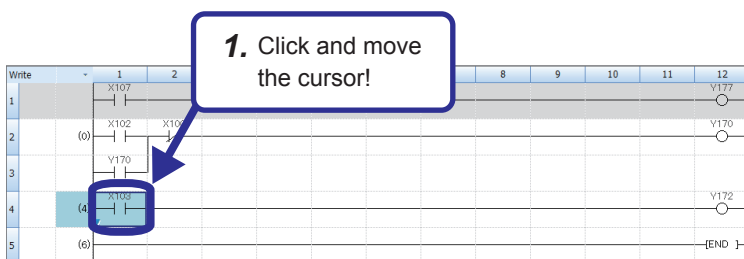 1. Click and move
the cursor!
Write 1 2 8 9 10 11 12
X107 Y177
1
X102 Y170
2 (0)
Y170
3
X103 Y172
4 (4)
5 (6) [END]